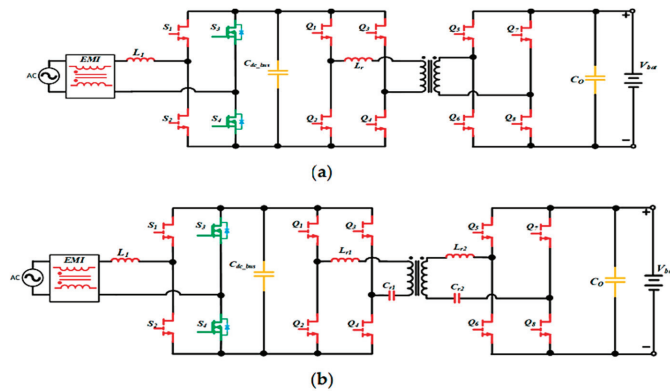 S1 S3 Q1 Q3 Q5 Q7 +
EMI L1 Cdc_bus Lr CO Vbat
AC
S2 S4 Q2 Q4 Q6 Q8 −
(a)
S1 S3 Q1 Q3 Q5 Q7 +
EMI L1 Cdc_bus Lr1 Lr2 CO
AC Cr1 Cr2
S2 S4 Q2 Q4 Q6 Q8 −
(b)